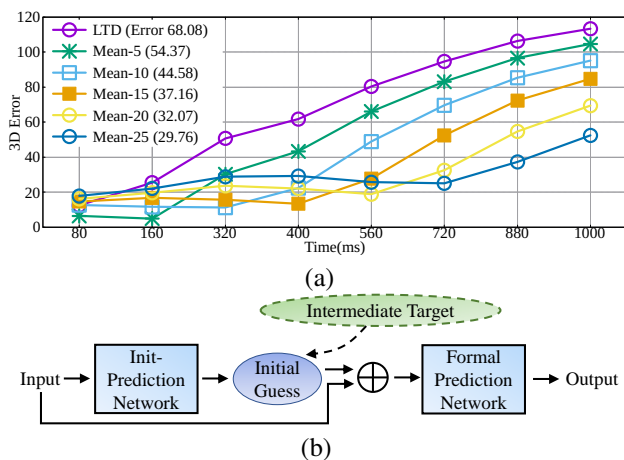 120
100
80
60
40
20
0
3D Error
LTD (Error 68.08)
Mean-5 (54.37)
Mean-10 (44.58)
Mean-15 (37.16)
Mean-20 (32.07)
Mean-25 (29.76)
80 160 320 400 560 720 880 1000
Time(ms)
(a)
Intermediate Target
Input
Init-
Prediction
Network
Initial
Guess
Formal
Prediction
Network
Output
(b)